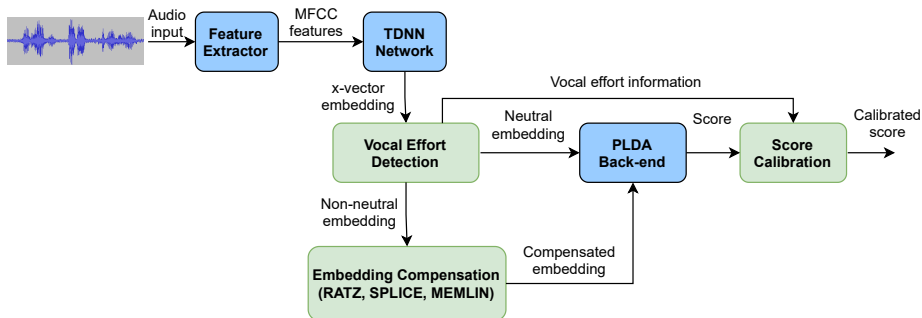 Audio
input
Feature
Extractor
MFCC
features
TDNN
Network
x-vector
embedding
Vocal effort information
Vocal Effort
Detection
Neutral
embedding
PLDA
Back-end
Score
Score
Calibration
Calibrated
score
Non-neutral
embedding
Embedding Compensation
(RATZ, SPLICE, MEMLIN)
Compensated
embedding